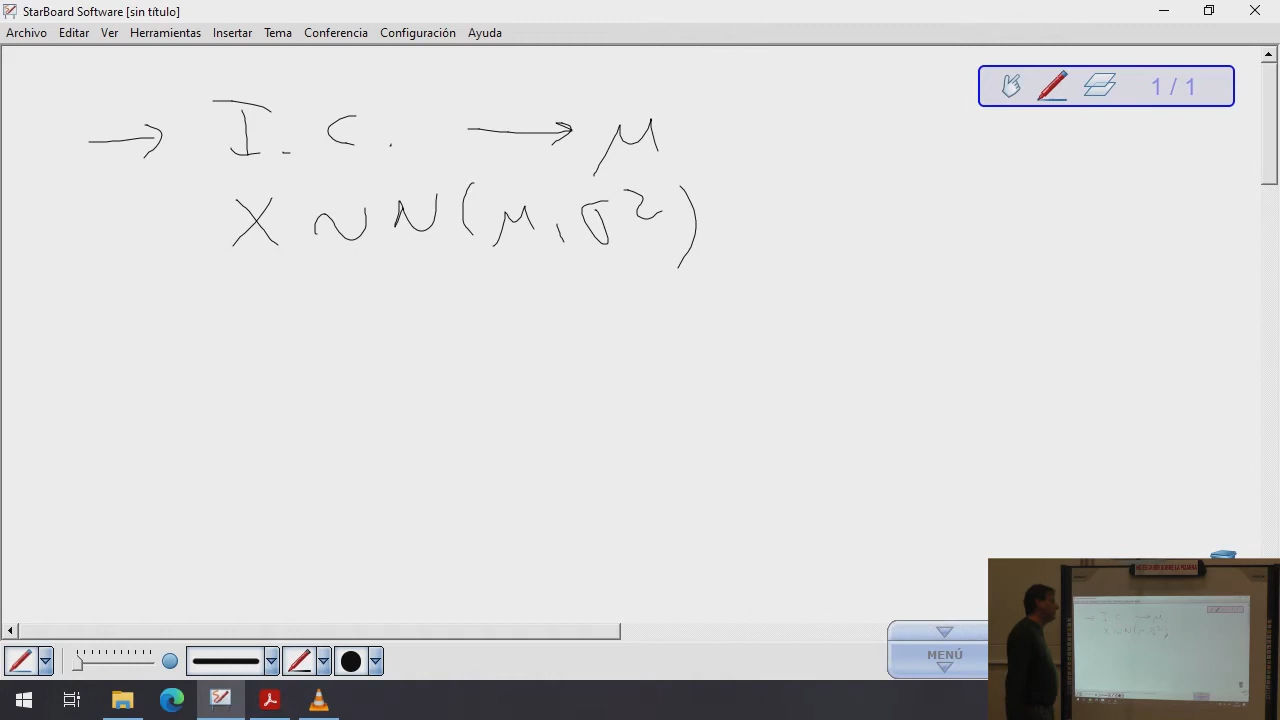 StarBoard Software [sin título]
Archivo Editar Ver Herramientas Insertar Tema Conferencia Configuración Ayuda
1 / 1
→ I. C. → μ
X ~ N(μ, σ²)
MENÚ